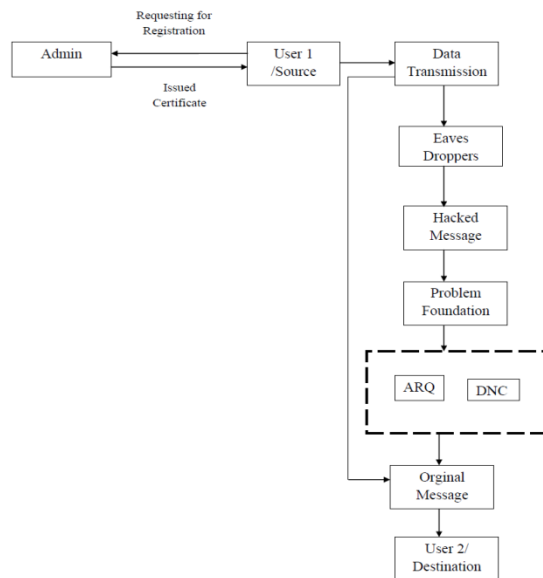 Requesting for
Registration
Admin
User 1
/Source
Data
Transmission
Issued
Certificate
Eaves
Droppers
Hacked
Message
Problem
Foundation
ARQ
DNC
Orginal
Message
User 2/
Destination